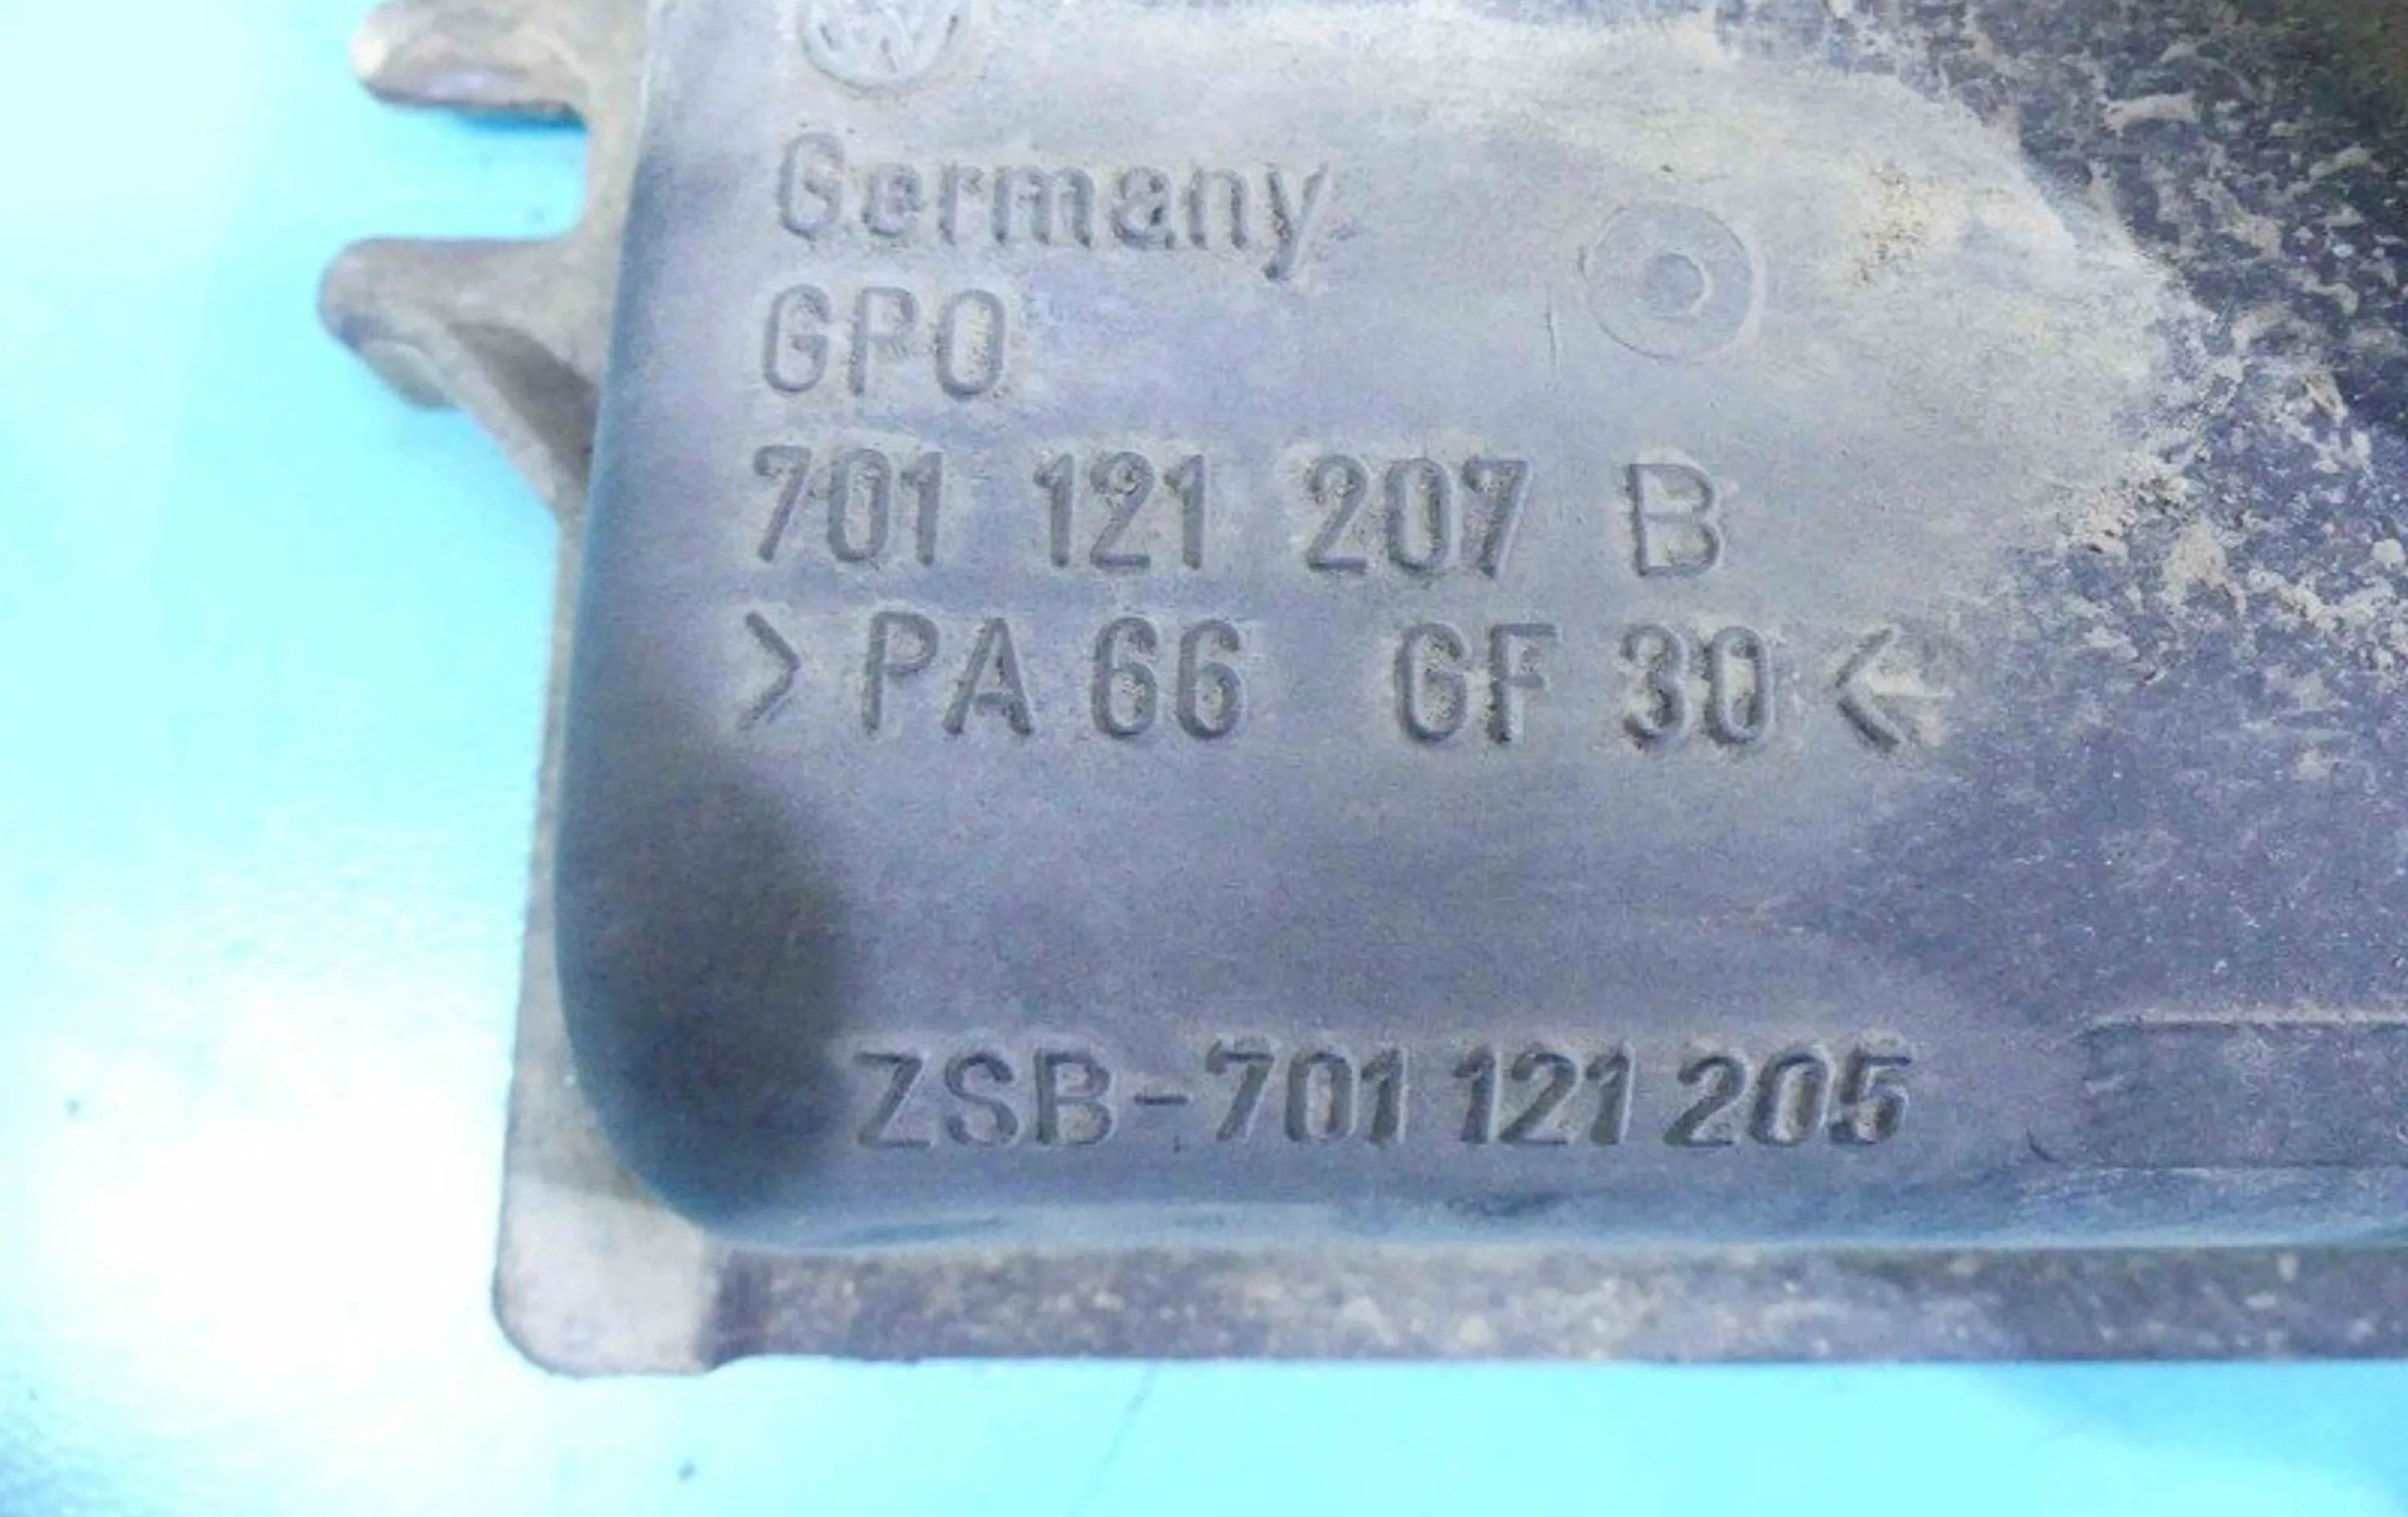 Germany
GPO
701 121 207 B
>PA 66 GF 30<
ZSB-701 121 205